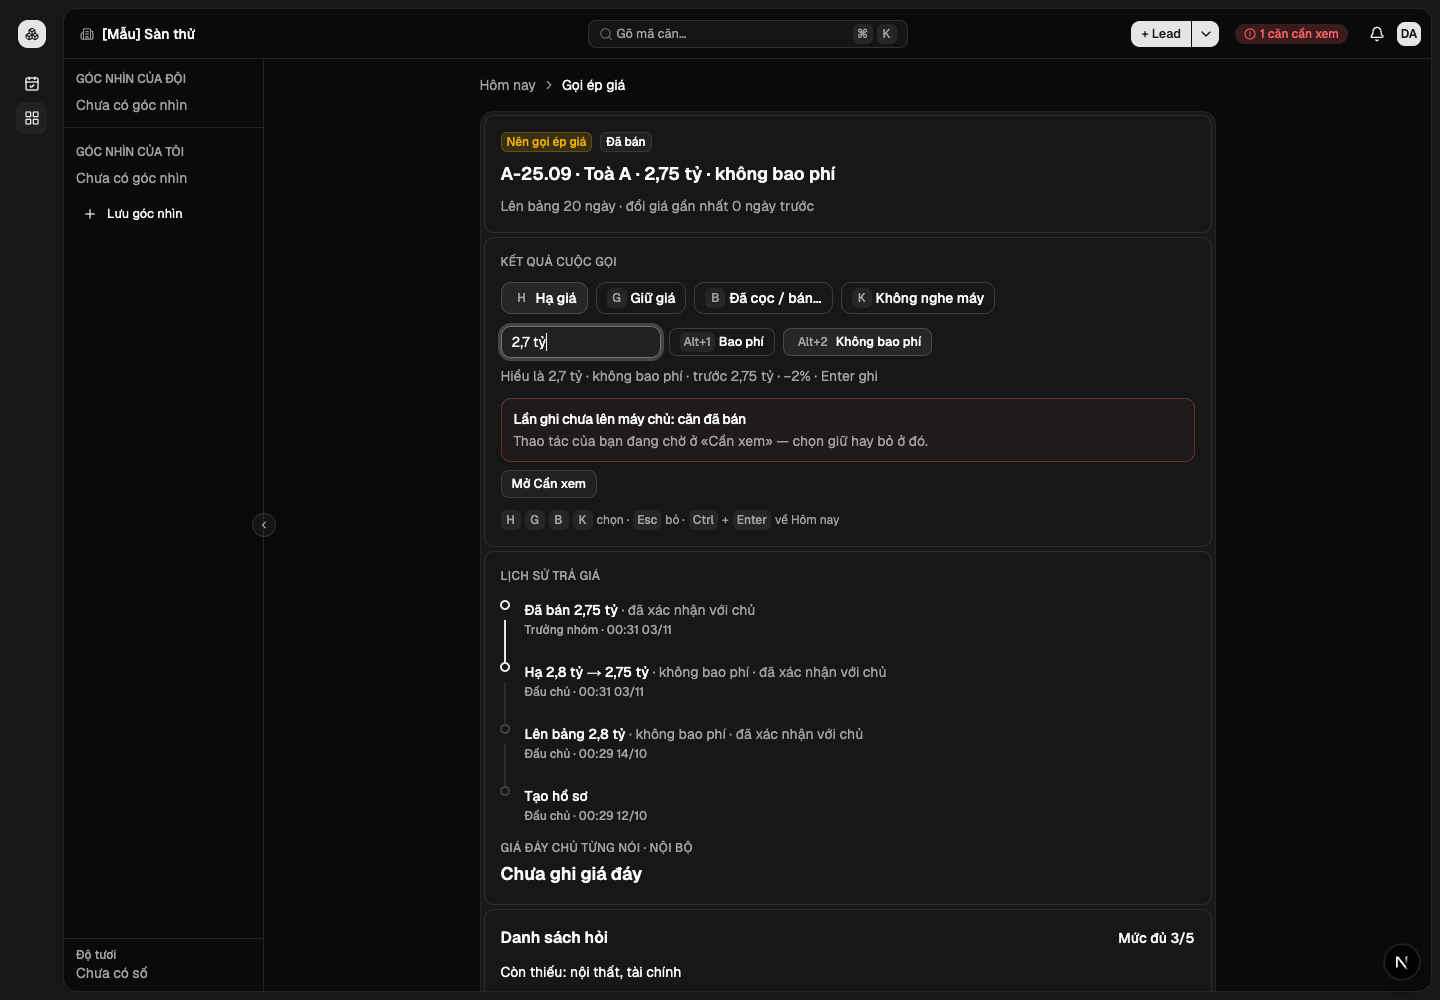 [Mẫu] Sàn thử
Gõ mã căn...
⌘ K
+ Lead
1 căn cần xem
DA
GÓC NHÌN CỦA ĐỘI
Chưa có góc nhìn
GÓC NHÌN CỦA TÔI
Chưa có góc nhìn
+ Lưu góc nhìn
Độ tươi
Chưa có số
Hôm nay > Gọi ép giá
Nên gọi ép giá Đã bán
A-25.09 · Toà A · 2,75 tỷ · không bao phí
Lên bảng 20 ngày · đổi giá gần nhất 0 ngày trước
KẾT QUẢ CUỘC GỌI
H Hạ giá G Giữ giá B Đã cọc / bán... K Không nghe máy
2,7 tỷ Alt+1 Bao phí Alt+2 Không bao phí
Hiểu là 2,7 tỷ · không bao phí · trước 2,75 tỷ · −2% · Enter ghi
Lần ghi chưa lên máy chủ: căn đã bán
Thao tác của bạn đang chờ ở «Cần xem» — chọn giữ hay bỏ ở đó.
Mở Cần xem
H G B K chọn · Esc bỏ · Ctrl + Enter về Hôm nay
LỊCH SỬ TRẢ GIÁ
Đã bán 2,75 tỷ · đã xác nhận với chủ
Trưởng nhóm · 00:31 03/11
Hạ 2,8 tỷ → 2,75 tỷ · không bao phí · đã xác nhận với chủ
Đầu chủ · 00:31 03/11
Lên bảng 2,8 tỷ · không bao phí · đã xác nhận với chủ
Đầu chủ · 00:29 14/10
Tạo hồ sơ
Đầu chủ · 00:29 12/10
GIÁ ĐÁY CHỦ TỪNG NÓI · NỘI BỘ
Chưa ghi giá đáy
Danh sách hỏi Mức đủ 3/5
Còn thiếu: nội thất, tài chính
N